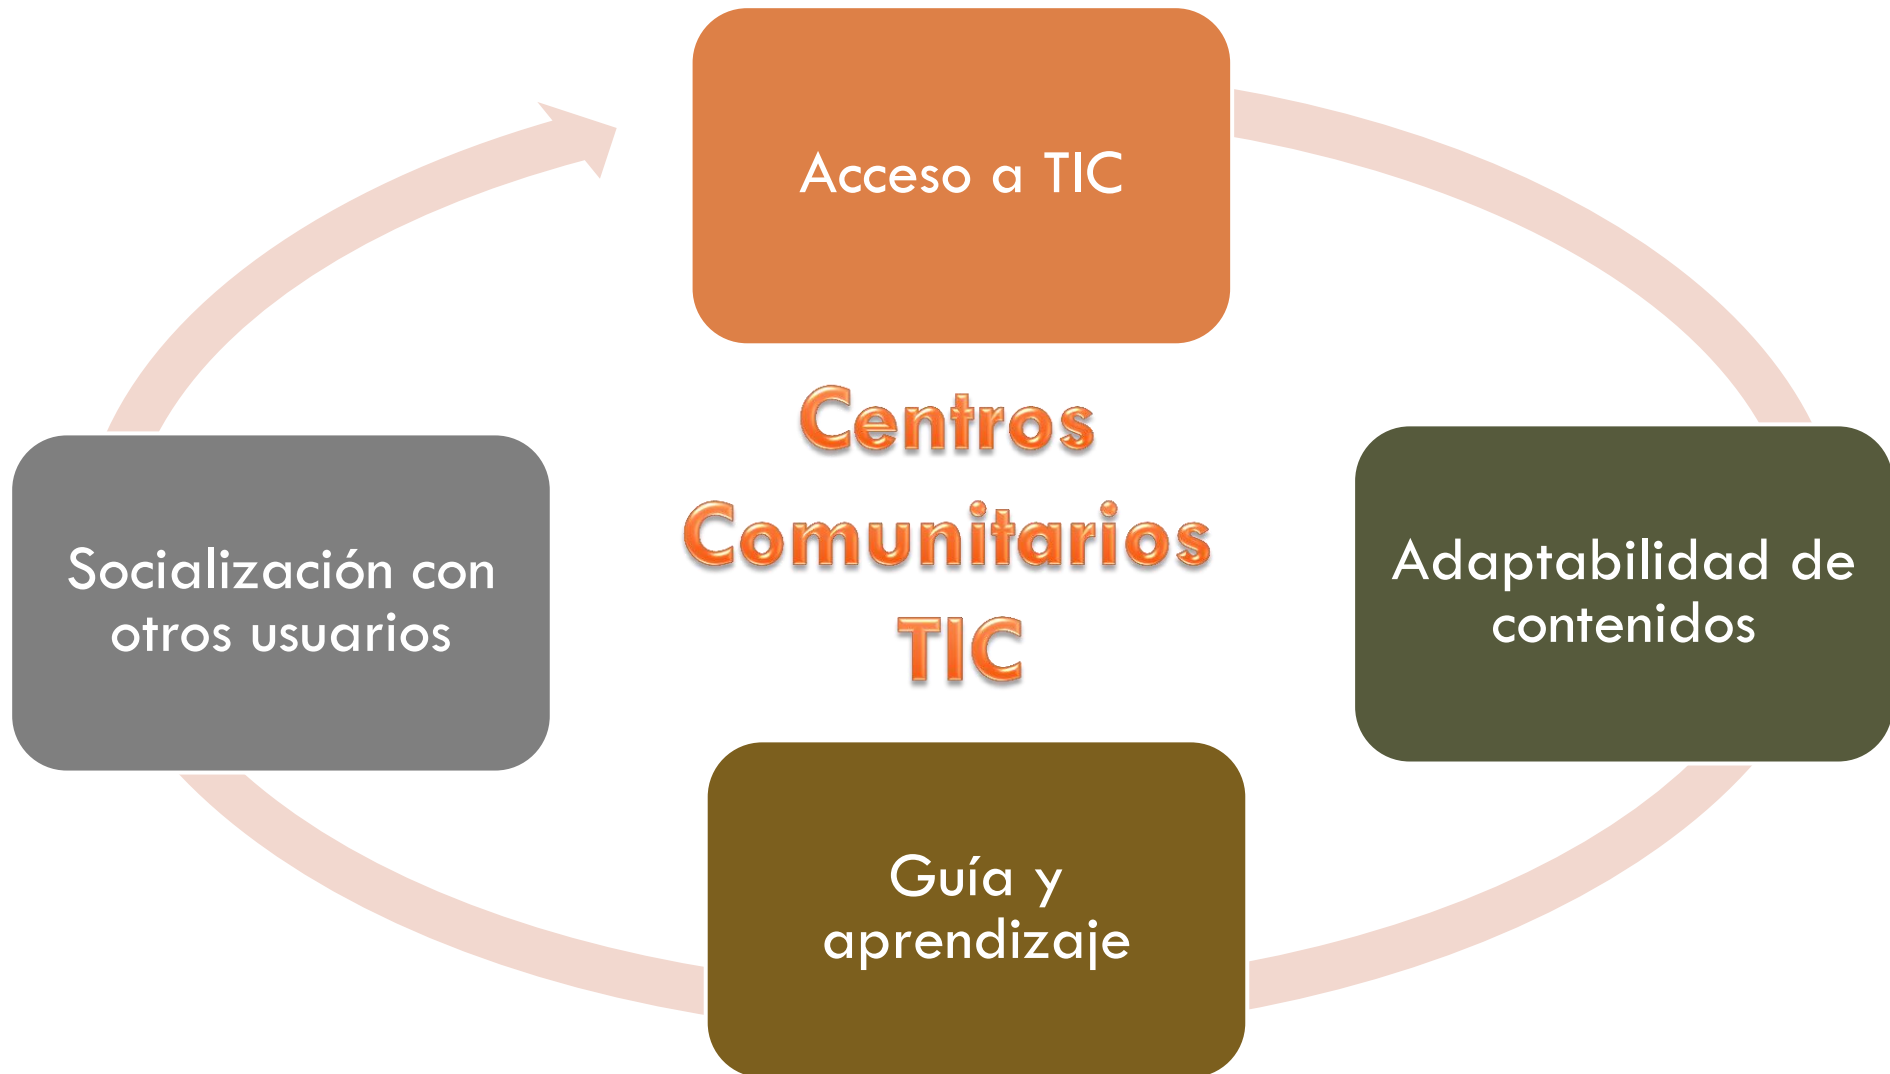 Acceso a TIC
Centros
Comunitarios
TIC
Adaptabilidad de
contenidos
Guía y
aprendizaje
Socialización con
otros usuarios